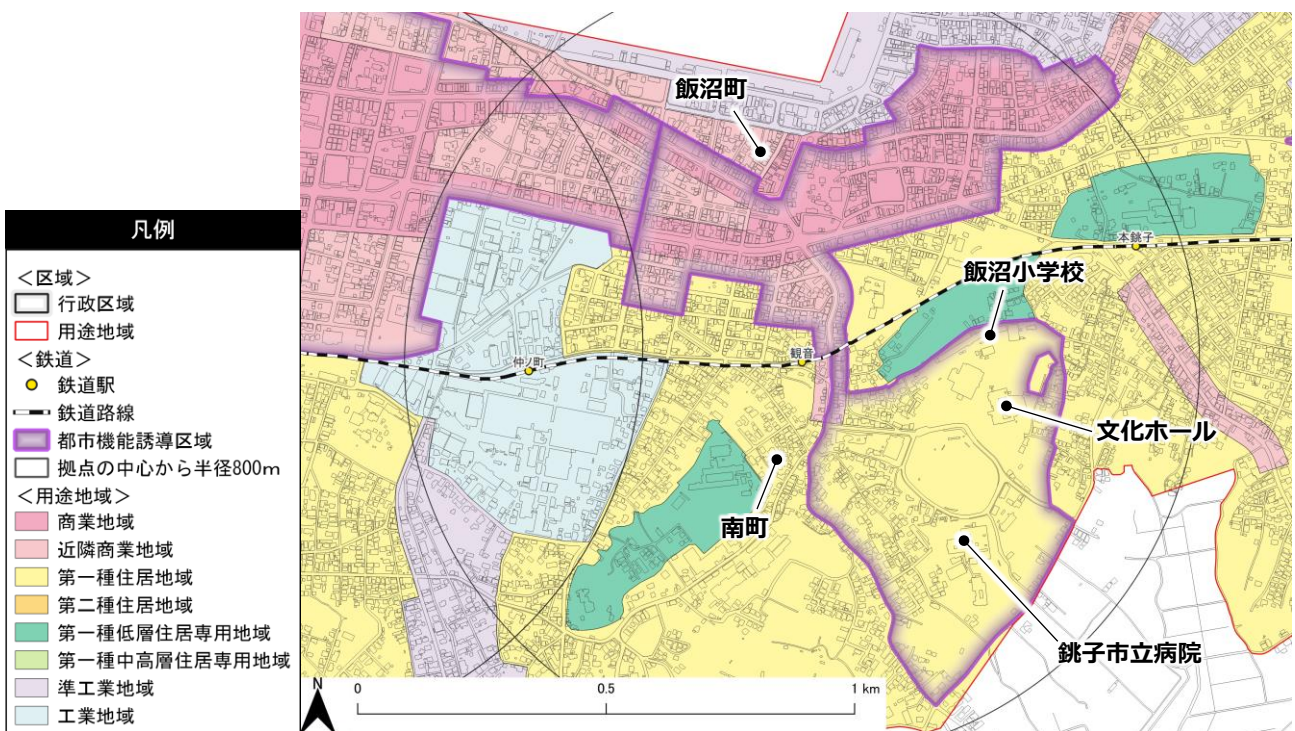 凡例
＜区域＞
行政区域
用途地域
＜鉄道＞
鉄道駅
鉄道路線
都市機能誘導区域
拠点の中心から半径800m
＜用途地域＞
商業地域
近隣商業地域
第一種住居地域
第二種住居地域
第一種低層住居専用地域
第一種中高層住居専用地域
準工業地域
工業地域
飯沼町
本銚子
飯沼小学校
観音
仲ノ町
文化ホール
南町
銚子市立病院
N
0 0.5 1 km